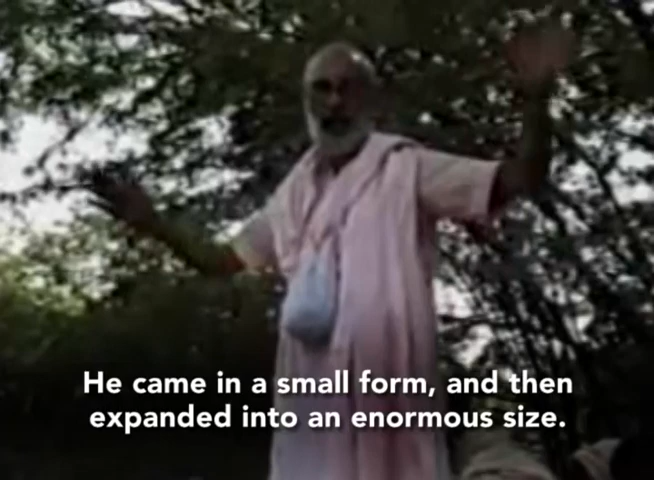 He came in a small form, and then
expanded into an enormous size.